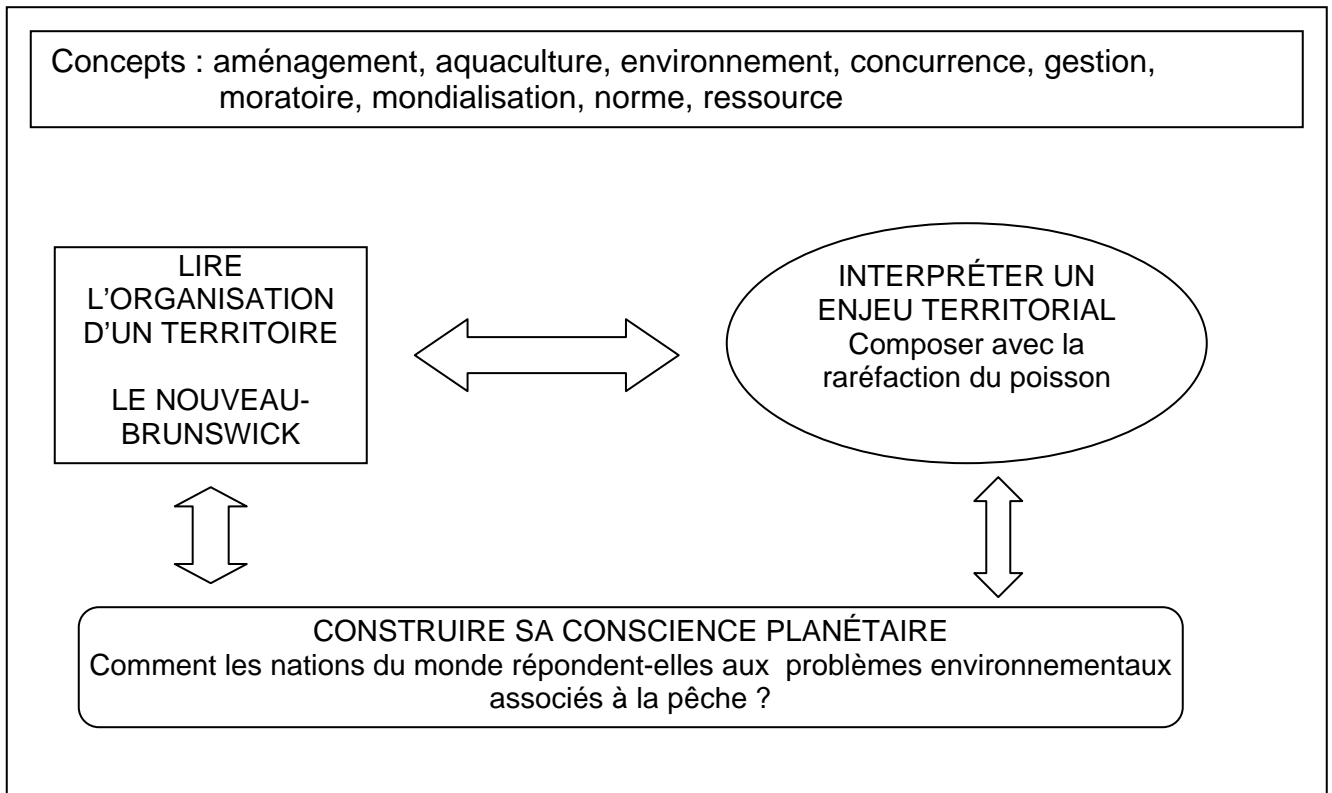 Concepts : aménagement, aquaculture, environnement, concurrence, gestion,
moratoire, mondialisation, norme, ressource
LIRE
L’ORGANISATION
D’UN TERRITOIRE
LE NOUVEAU-
BRUNSWICK
INTERPRÉTER UN
ENJEU TERRITORIAL
Composer avec la
raréfaction du poisson
CONSTRUIRE SA CONSCIENCE PLANÉTAIRE
Comment les nations du monde répondent-elles aux problèmes environnementaux
associés à la pêche ?